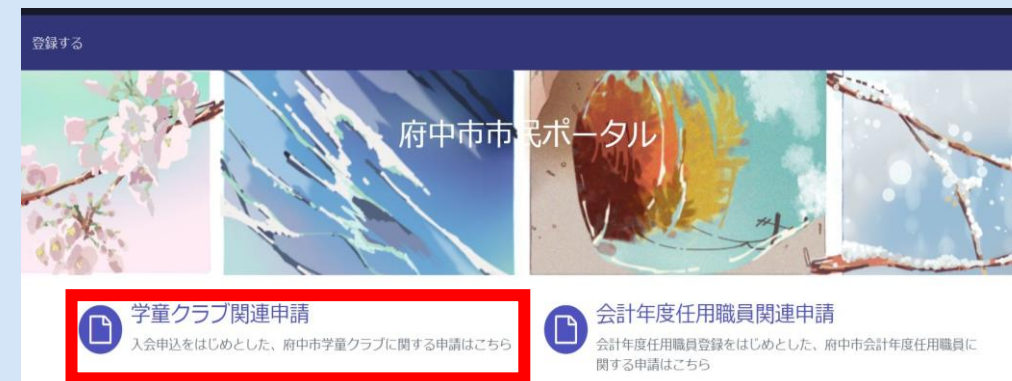 登録する
府中市市民ポータル
学童クラブ関連申請
入会申込をはじめとした、府中市学童クラブに関する申請はこちら
会計年度任用職員関連申請
会計年度任用職員登録をはじめとした、府中市会計年度任用職員に
関する申請はこちら